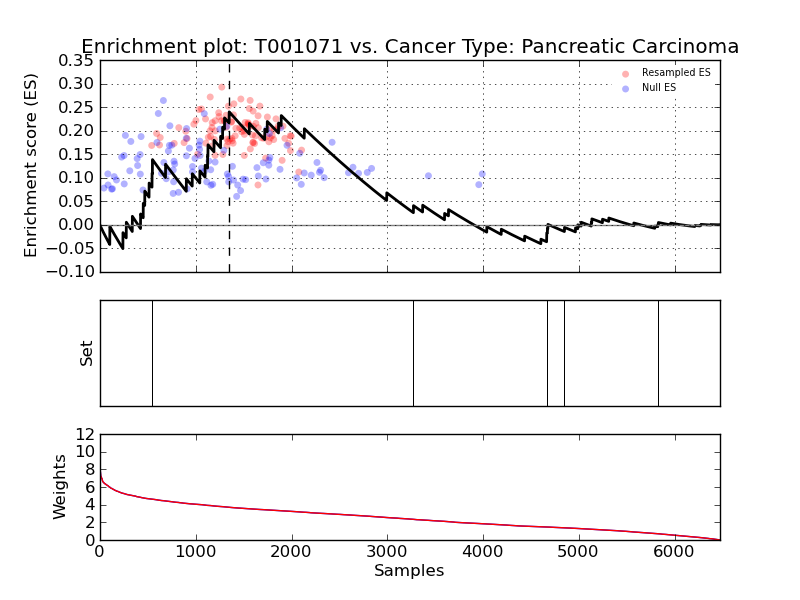 Enrichment plot: T001071 vs. Cancer Type: Pancreatic Carcinoma
Enrichment score (ES)
0.35
0.30
0.25
0.20
0.15
0.10
0.05
0.00
−0.05
−0.10
Resampled ES
Null ES
Set
Weights
12
10
8
6
4
2
0
0 1000 2000 3000 4000 5000 6000
Samples